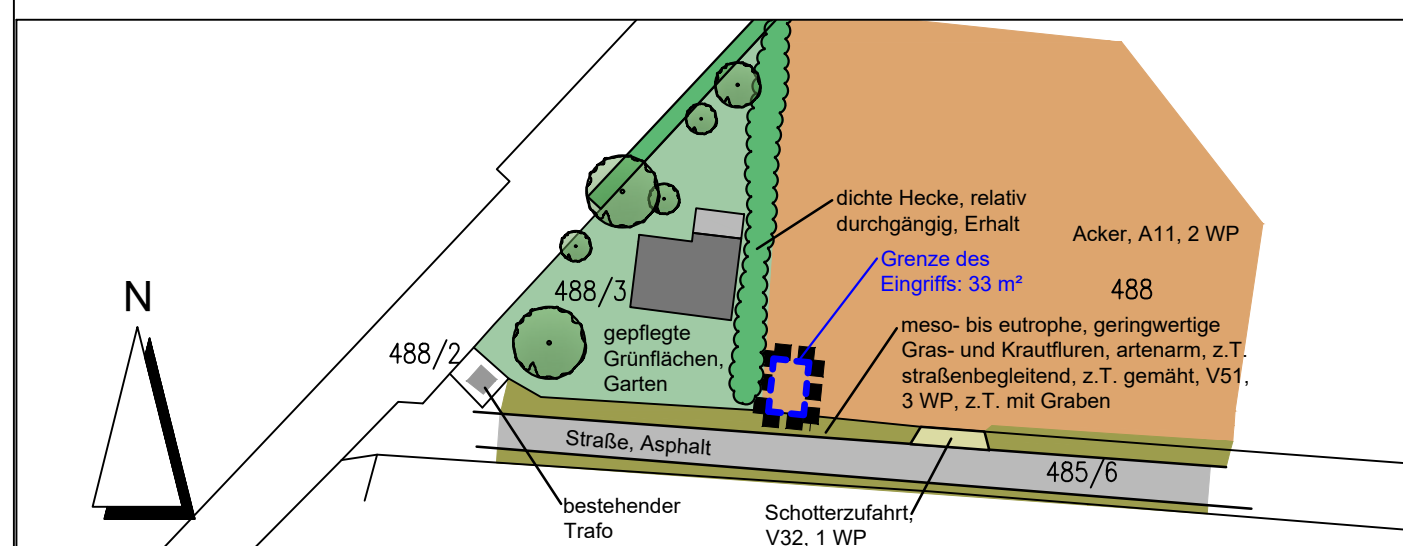 dichte Hecke, relativ
durchgängig, Erhalt
Acker, A11, 2 WP
Grenze des
Eingriffs: 33 m²
488
N
488/3
meso- bis eutrophe, geringwertige
Gras- und Krautfluren, artenarm, z.T.
straßenbegleitend, z.T. gemäht, V51,
3 WP, z.T. mit Graben
gepflegte
Grünflächen,
Garten
488/2
Straße, Asphalt
485/6
bestehender
Trafo
Schotterzufahrt,
V32, 1 WP